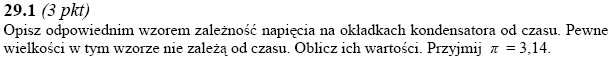 29.1 (3 pkt)
Opisz odpowiednim wzorem zależność napięcia na okładkach kondensatora od czasu. Pewne
wielkości w tym wzorze nie zależą od czasu. Oblicz ich wartości. Przyjmij π = 3,14.